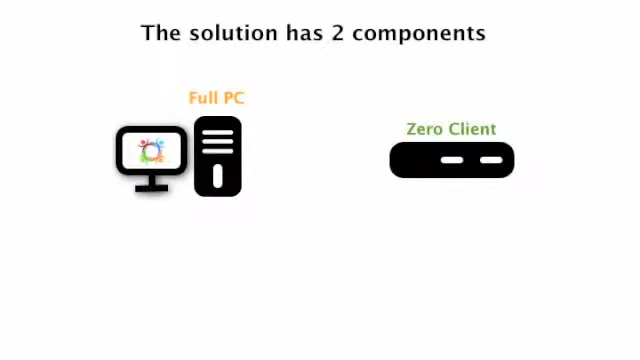 The solution has 2 components
Full PC
Zero Client